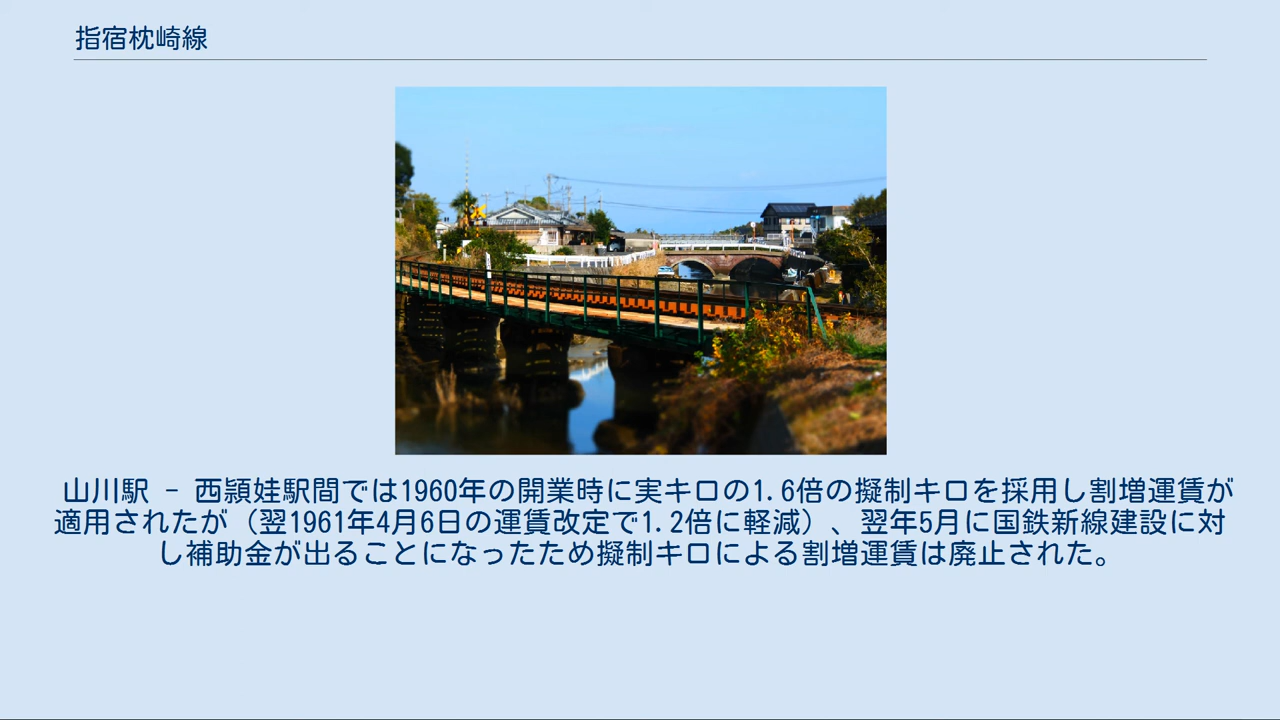 指宿枕崎線
山川駅 - 西頴娃駅間では1960年の開業時に実キロの1.6倍の擬制キロを採用し割増運賃が
適用されたが（翌1961年4月6日の運賃改定で1.2倍に軽減）、翌年5月に国鉄新線建設に対
し補助金が出ることになったため擬制キロによる割増運賃は廃止された。